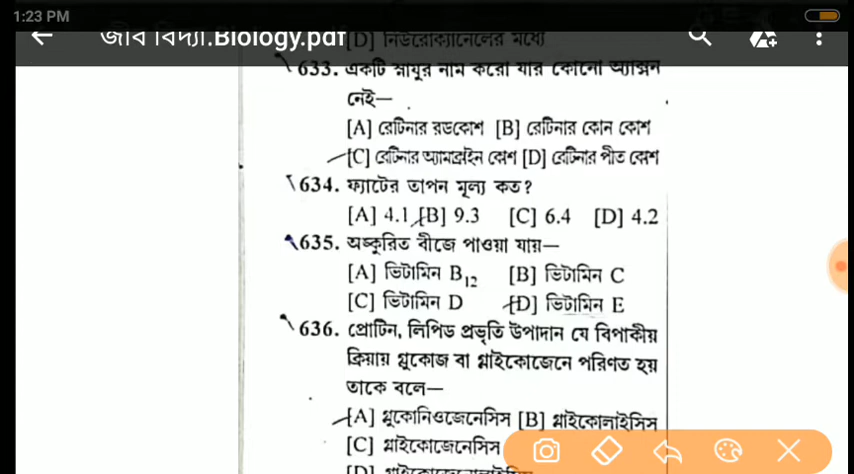 1:23 PM
জীব বিদ্যা.Biology.pdf
[D] নিউরোক্যানেলের মধ্যে
633. একটি স্নায়ুর নাম করো যার কোনো অ্যাক্সন
নেই—
[A] রেটিনার রডকোশ [B] রেটিনার কোন কোশ
[C] রেটিনার অ্যামাক্রাইন কোশ [D] রেটিনার পীত কোশ
634. ফ্যাটের তাপন মূল্য কত?
[A] 4.1 [B] 9.3 [C] 6.4 [D] 4.2
635. অঙ্কুরিত বীজে পাওয়া যায়—
[A] ভিটামিন B₁₂ [B] ভিটামিন C
[C] ভিটামিন D [D] ভিটামিন E
636. প্রোটিন, লিপিড প্রভৃতি উপাদান যে বিপাকীয়
ক্রিয়ায় গ্লুকোজ বা গ্লাইকোজেনে পরিণত হয়
তাকে বলে—
[A] গ্লুকোনিওজেনেসিস [B] গ্লাইকোলাইসিস
[C] গ্লাইকোজেনেসিস
[D]